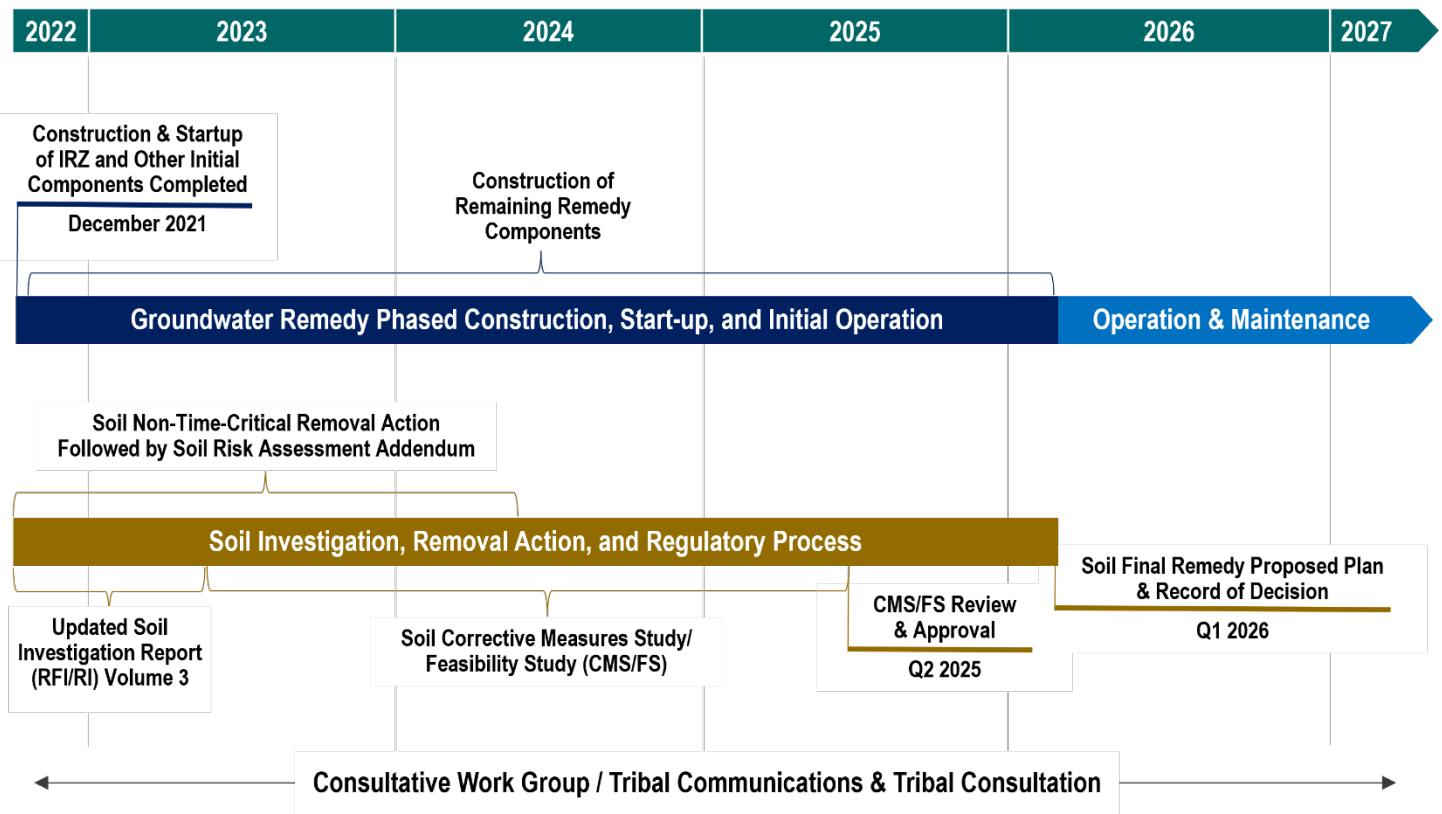 2022 2023 2024 2025 2026 2027
Construction & Startup
of IRZ and Other Initial
Components Completed
December 2021
Construction of
Remaining Remedy
Components
Groundwater Remedy Phased Construction, Start-up, and Initial Operation
Operation & Maintenance
Soil Non-Time-Critical Removal Action
Followed by Soil Risk Assessment Addendum
Soil Investigation, Removal Action, and Regulatory Process
Updated Soil
Investigation Report
(RFI/RI) Volume 3
Soil Corrective Measures Study/
Feasibility Study (CMS/FS)
CMS/FS Review
& Approval
Q2 2025
Soil Final Remedy Proposed Plan
& Record of Decision
Q1 2026
Consultative Work Group / Tribal Communications & Tribal Consultation